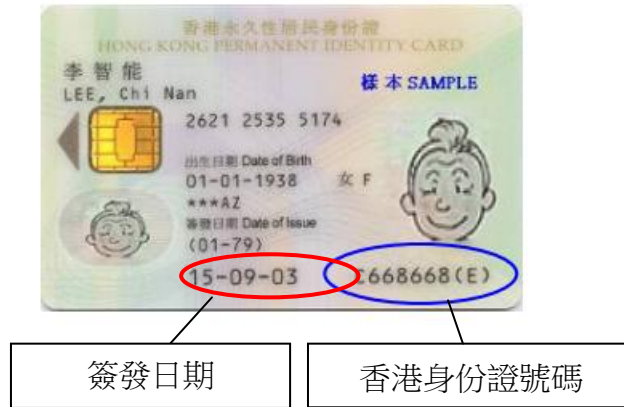 香港永久性居民身份證
HONG KONG PERMANENT IDENTITY CARD
李智能
LEE, Chi Nan
樣本 SAMPLE
2621 2535 5174
出生日期 Date of Birth
01-01-1938 女 F
***AZ
簽發日期 Date of Issue
(01-79)
15-09-03 668668(E)
簽發日期 香港身份證號碼